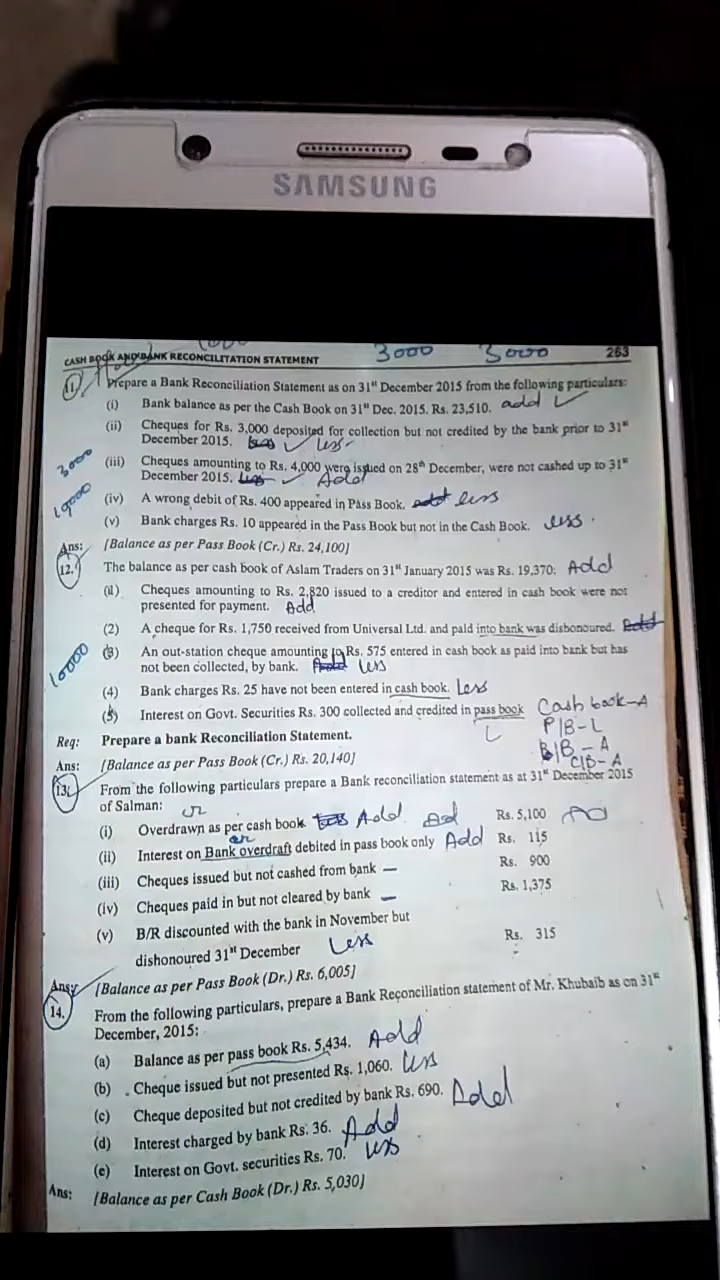 SAMSUNG
3000 3000
CASH BOOK AND BANK RECONCILITATION STATEMENT 263
11. Prepare a Bank Reconciliation Statement as on 31st December 2015 from the following particulars:
(i) Bank balance as per the Cash Book on 31st Dec. 2015. Rs. 23,510. add ✓
(ii) Cheques for Rs. 3,000 deposited for collection but not credited by the bank prior to 31st
December 2015. less ✓ less
3000
(iii) Cheques amounting to Rs. 4,000 were issued on 28th December, were not cashed up to 31st
December 2015. less ✓ Add
(iv) A wrong debit of Rs. 400 appeared in Pass Book. add less
(v) Bank charges Rs. 10 appeared in the Pass Book but not in the Cash Book. less.
Ans: [Balance as per Pass Book (Cr.) Rs. 24,100]
12. The balance as per cash book of Aslam Traders on 31st January 2015 was Rs. 19,370: Add
Cheques amounting to Rs. 2,820 issued to a creditor and entered in cash book were not
presented for payment. Add
(2) A cheque for Rs. 1,750 received from Universal Ltd. and paid into bank was dishonoured. Add
10000
(3) An out-station cheque amounting to Rs. 575 entered in cash book as paid into bank but has
not been collected, by bank. Add less
(4) Bank charges Rs. 25 have not been entered in cash book. Less
(5) Interest on Govt. Securities Rs. 300 collected and credited in pass book Cash book-A
L P/B-L
Req: Prepare a bank Reconciliation Statement. B/B-A
Ans: [Balance as per Pass Book (Cr.) Rs. 20,140] C/B-A
13. From the following particulars prepare a Bank reconciliation statement as at 31st December 2015
of Salman:
(i) Overdrawn as per cash book less Add Add Rs. 5,100
(ii) Interest on Bank overdraft debited in pass book only Add Rs. 115
(iii) Cheques issued but not cashed from bank – Rs. 900
(iv) Cheques paid in but not cleared by bank – Rs. 1,375
(v) B/R discounted with the bank in November but
dishonoured 31st December Less Rs. 315
Ans: [Balance as per Pass Book (Dr.) Rs. 6,005]
14. From the following particulars, prepare a Bank Reconciliation statement of Mr. Khubaib as on 31st
December, 2015:
(a) Balance as per pass book Rs. 5,434. Add
(b) Cheque issued but not presented Rs. 1,060. less
(c) Cheque deposited but not credited by bank Rs. 690. Add
(d) Interest charged by bank Rs. 36. Add
(e) Interest on Govt. securities Rs. 70. less
Ans: [Balance as per Cash Book (Dr.) Rs. 5,030]